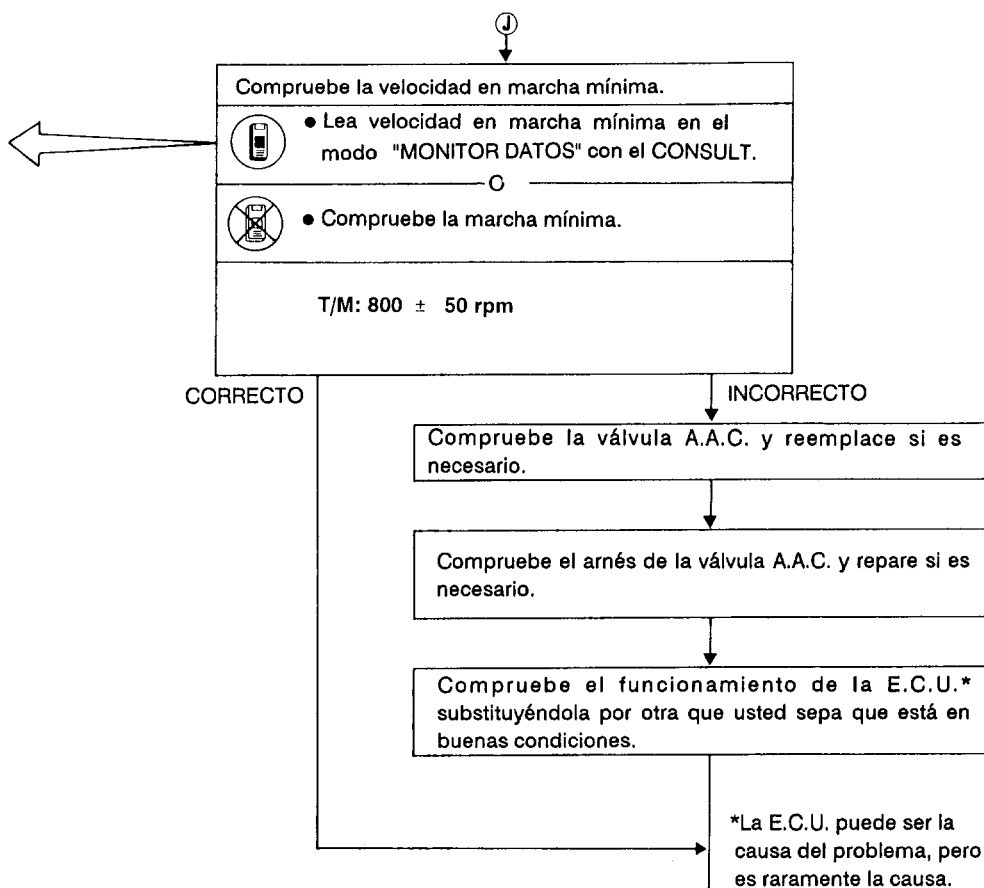 J
Compruebe la velocidad en marcha mínima.
● Lea velocidad en marcha mínima en el
modo "MONITOR DATOS" con el CONSULT.
O
● Compruebe la marcha mínima.
T/M: 800 ± 50 rpm
CORRECTO
INCORRECTO
Compruebe la válvula A.A.C. y reemplace si es
necesario.
Compruebe el arnés de la válvula A.A.C. y repare si es
necesario.
Compruebe el funcionamiento de la E.C.U.*
substituyéndola por otra que usted sepa que está en
buenas condiciones.
*La E.C.U. puede ser la
causa del problema, pero
es raramente la causa.